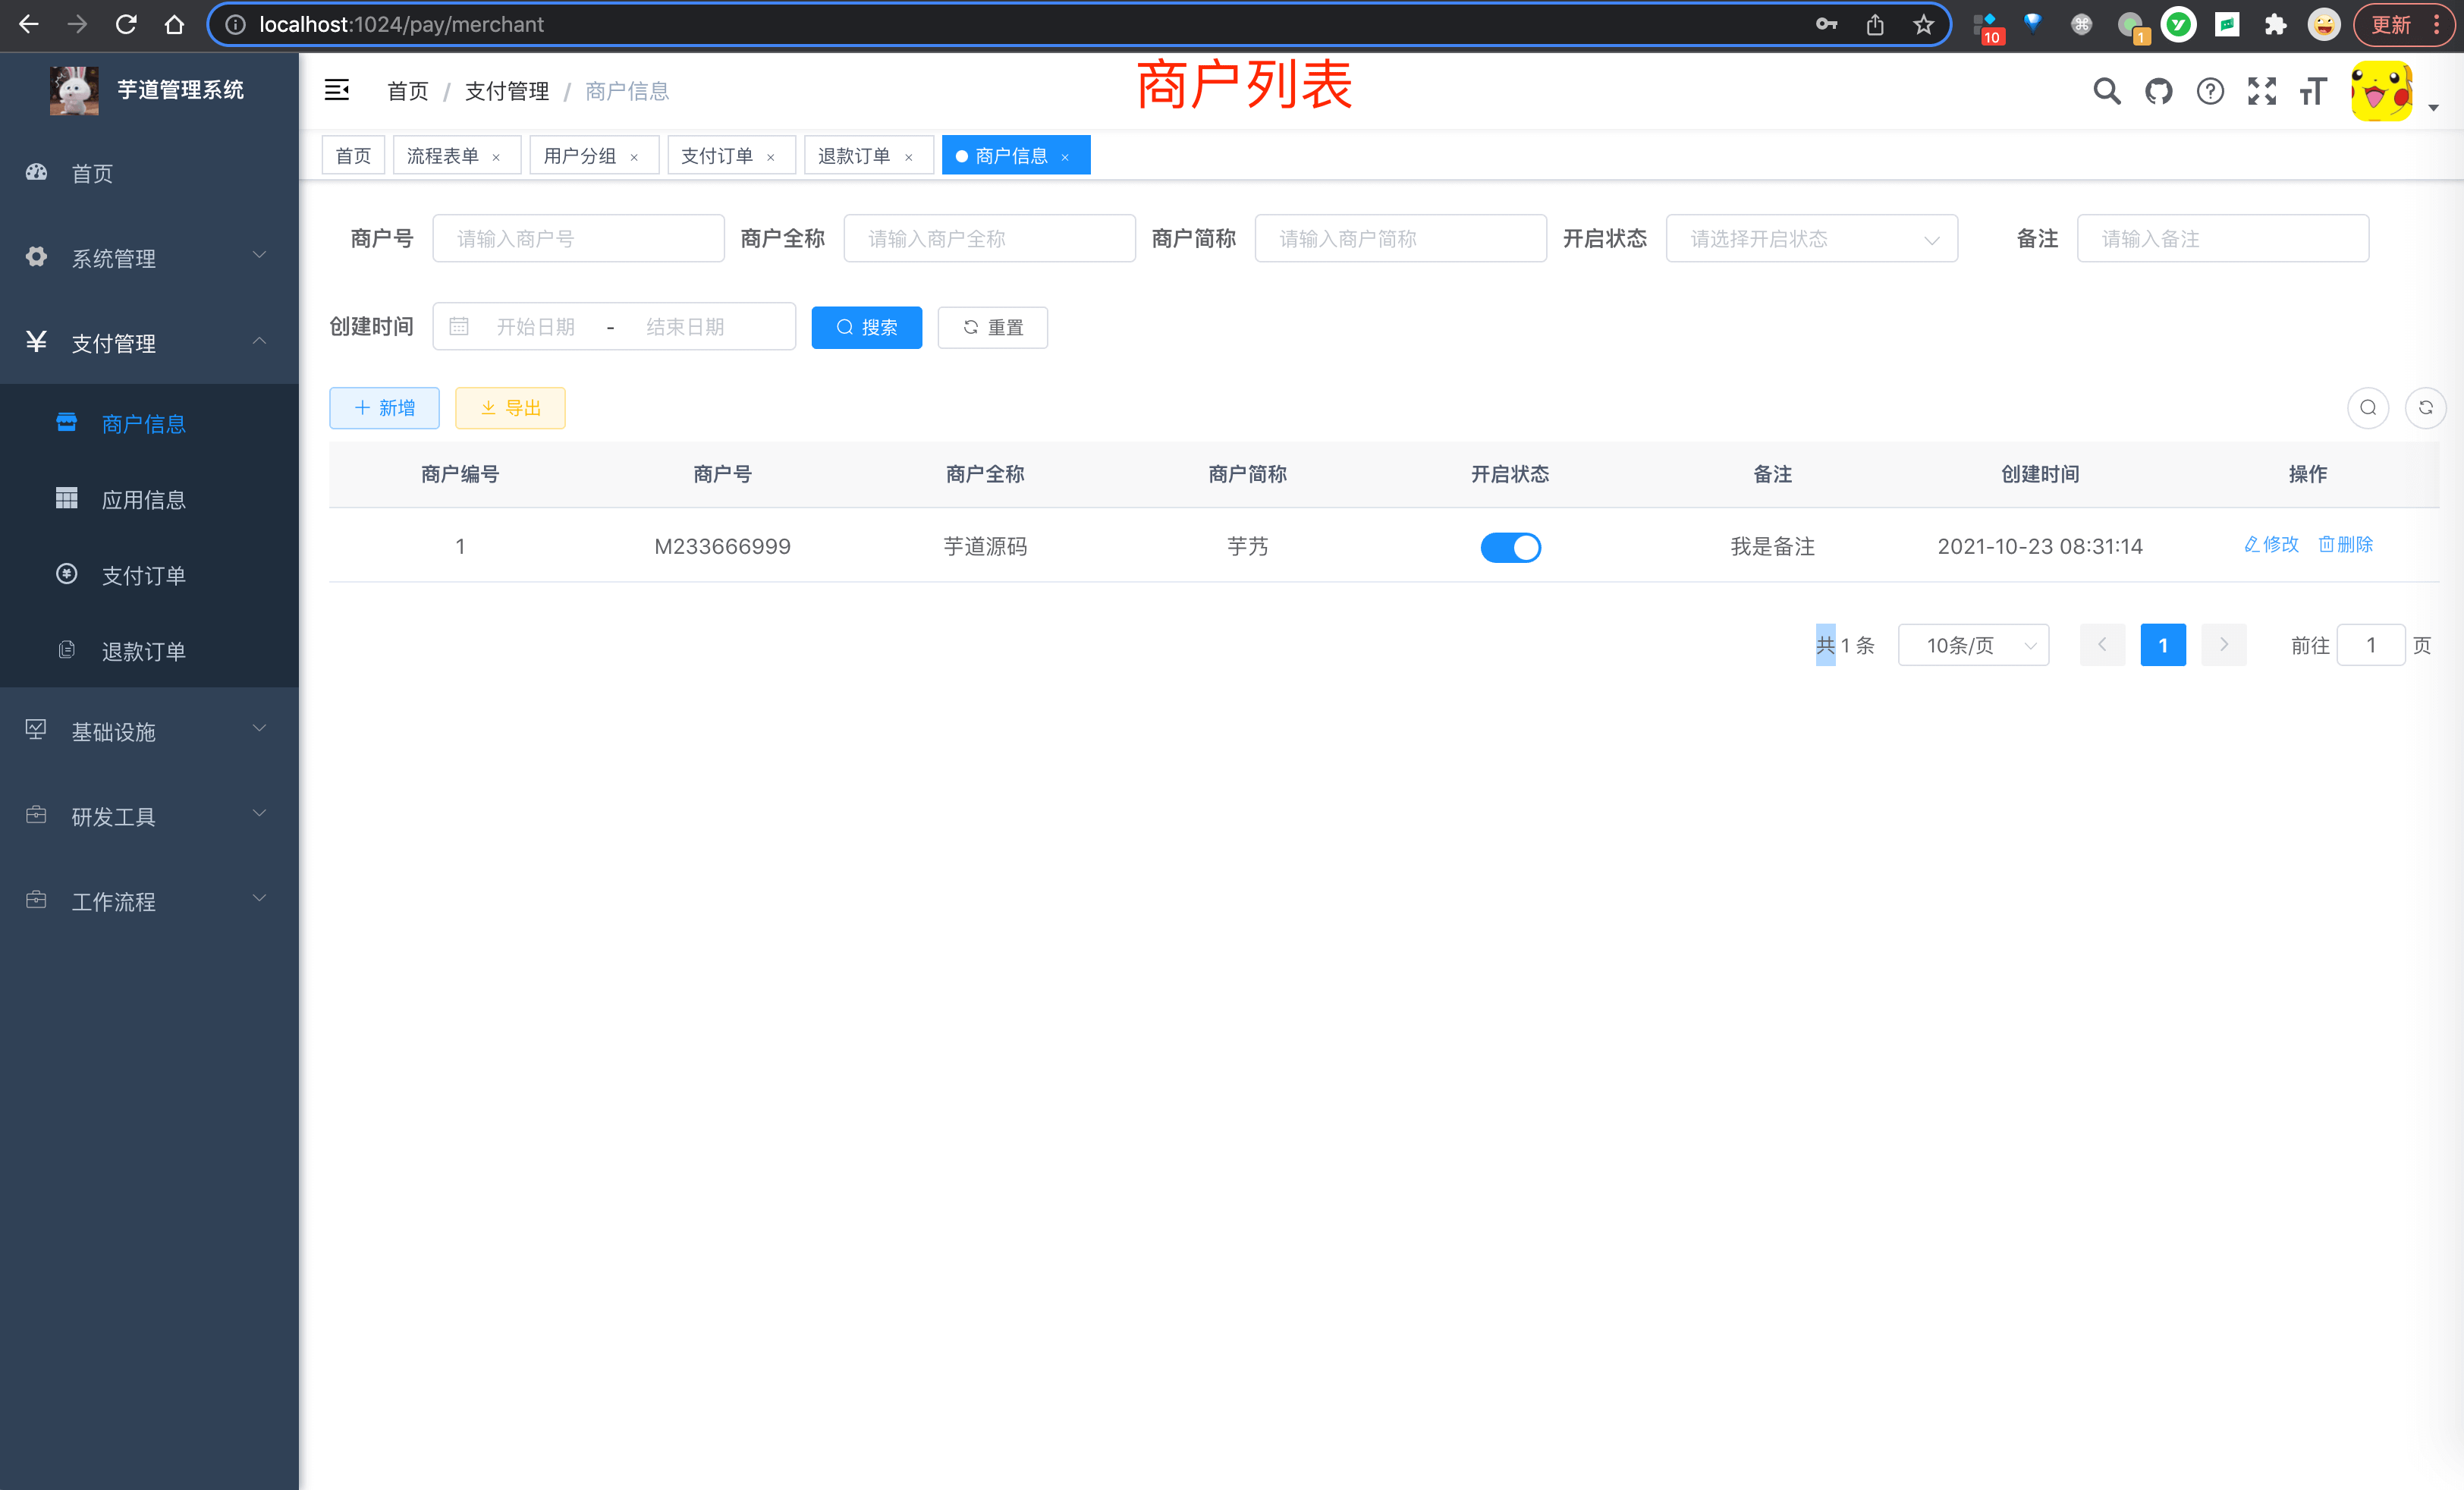 localhost:1024/pay/merchant
10
1
更新
芋道管理系统
首页
系统管理
支付管理
商户信息
应用信息
支付订单
退款订单
基础设施
研发工具
工作流程
首页 / 支付管理 / 商户信息
商户列表
首页 流程表单 × 用户分组 × 支付订单 × 退款订单 × 商户信息 ×
商户号 请输入商户号 商户全称 请输入商户全称 商户简称 请输入商户简称 开启状态 请选择开启状态 备注 请输入备注
创建时间 开始日期 - 结束日期 搜索 重置
新增 导出
商户编号 商户号 商户全称 商户简称 开启状态 备注 创建时间 操作
1 M233666999 芋道源码 芋艿 我是备注 2021-10-23 08:31:14 修改 删除
共 1 条 10条/页 1 前往 1 页